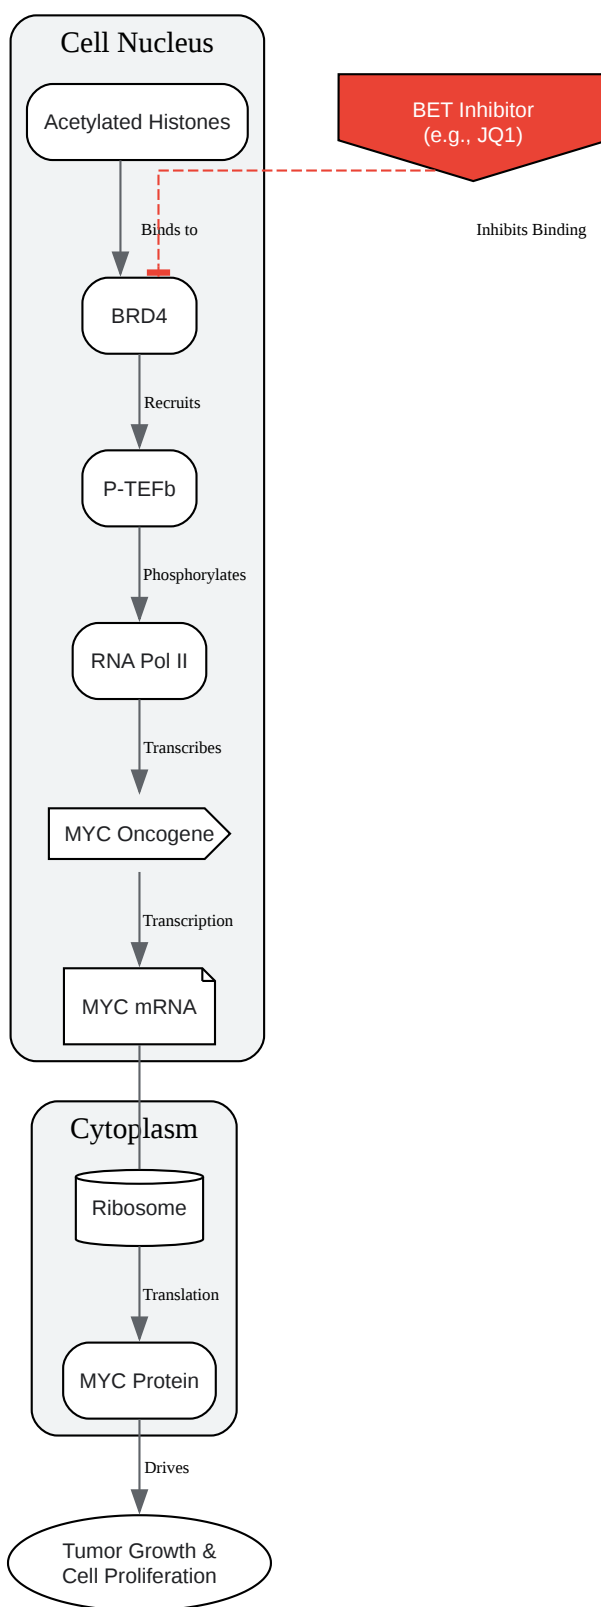 Cell Nucleus
Acetylated Histones
BET Inhibitor
(e.g., JQ1)
Binds to
Inhibits Binding
BRD4
Recruits
P-TEFb
Phosphorylates
RNA Pol II
Transcribes
MYC Oncogene
Transcription
MYC mRNA
Cytoplasm
Ribosome
Translation
MYC Protein
Drives
Tumor Growth &
Cell Proliferation